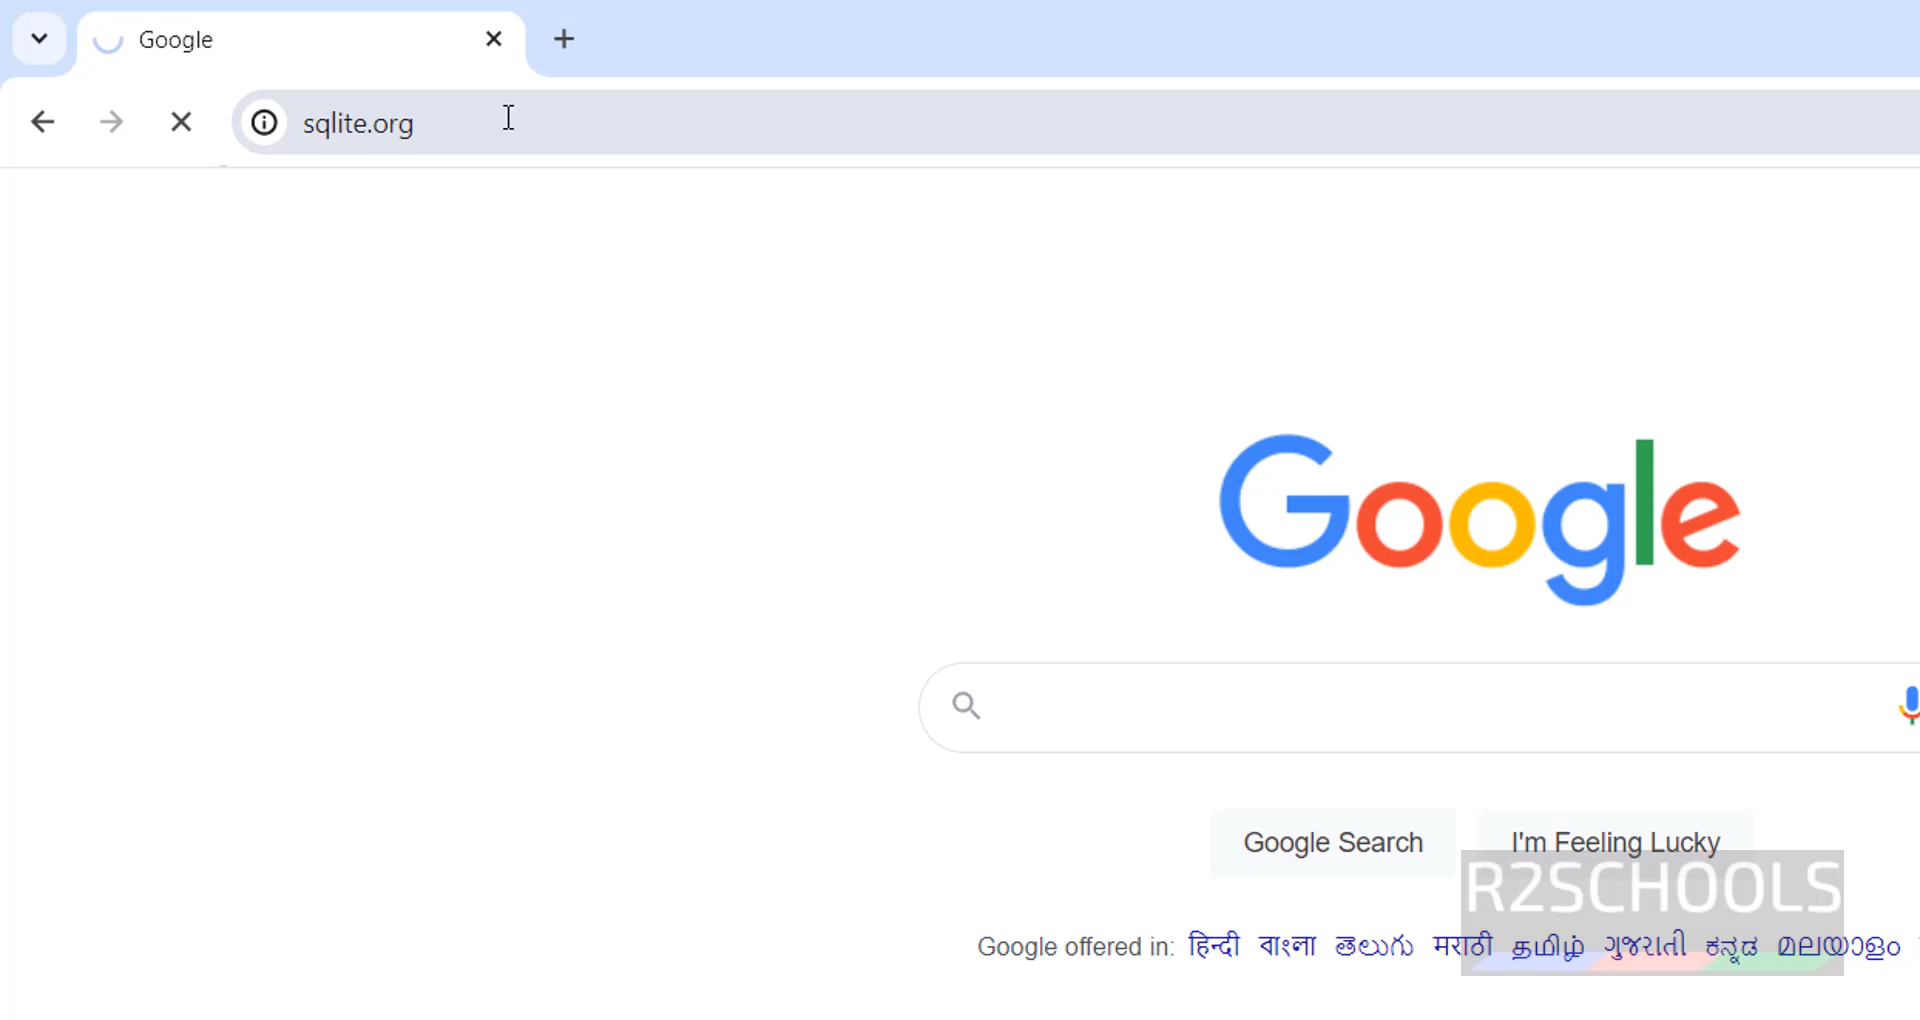 Google
sqlite.org
Google
Google Search I'm Feeling Lucky
R2SCHOOLS
Google offered in: हिन्दी বাংলা తెలుగు मराठी தமிழ் ગુજરાતી ಕನ್ನಡ മലയാളം